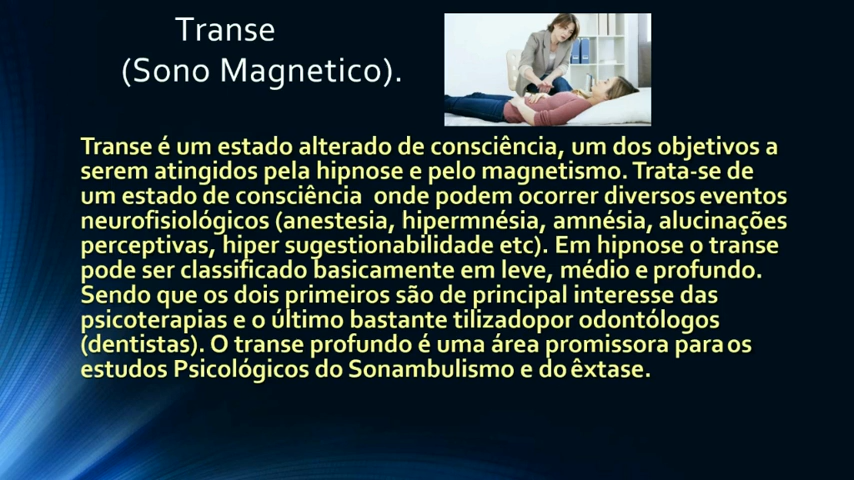 Transe
(Sono Magnetico).
Transe é um estado alterado de consciência, um dos objetivos a
serem atingidos pela hipnose e pelo magnetismo. Trata-se de
um estado de consciência onde podem ocorrer diversos eventos
neurofisiológicos (anestesia, hipermnésia, amnésia, alucinações
perceptivas, hiper sugestionabilidade etc). Em hipnose o transe
pode ser classificado basicamente em leve, médio e profundo.
Sendo que os dois primeiros são de principal interesse das
psicoterapias e o último bastante tilizadopor odontólogos
(dentistas). O transe profundo é uma área promissora para os
estudos Psicológicos do Sonambulismo e do êxtase.